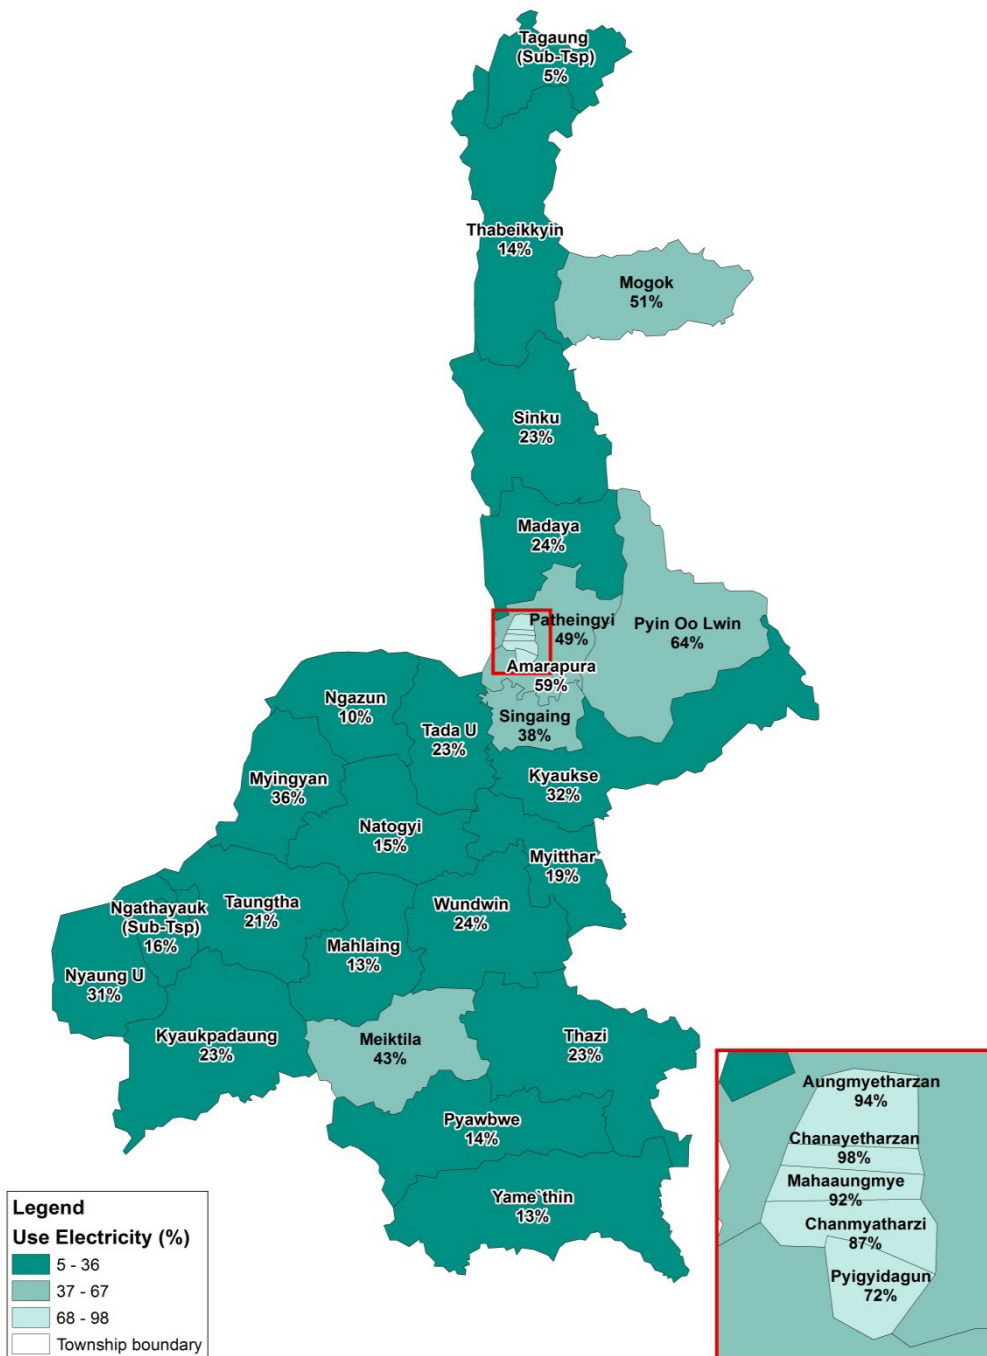 Tagaung
(Sub-Tsp)
5%
Thabeikkyin
14%
Mogok
51%
Sinku
23%
Madaya
24%
Patheingyi
49%
Pyin Oo Lwin
64%
Amarapura
59%
Ngazun
10%
Tada U
23%
Singaing
38%
Myingyan
36%
Kyaukse
32%
Natogyi
15%
Myitthar
19%
Ngathayauk
(Sub-Tsp)
16%
Taungtha
21%
Wundwin
24%
Mahlaing
13%
Nyaung U
31%
Kyaukpadaung
23%
Meiktila
43%
Thazi
23%
Pyawbwe
14%
Yame`thin
13%
Aungmyetharzan
94%
Chanayetharzan
98%
Mahaaungmye
92%
Chanmyatharzi
87%
Pyigyidagun
72%
Legend
Use Electricity (%)
5 - 36
37 - 67
68 - 98
Township boundary